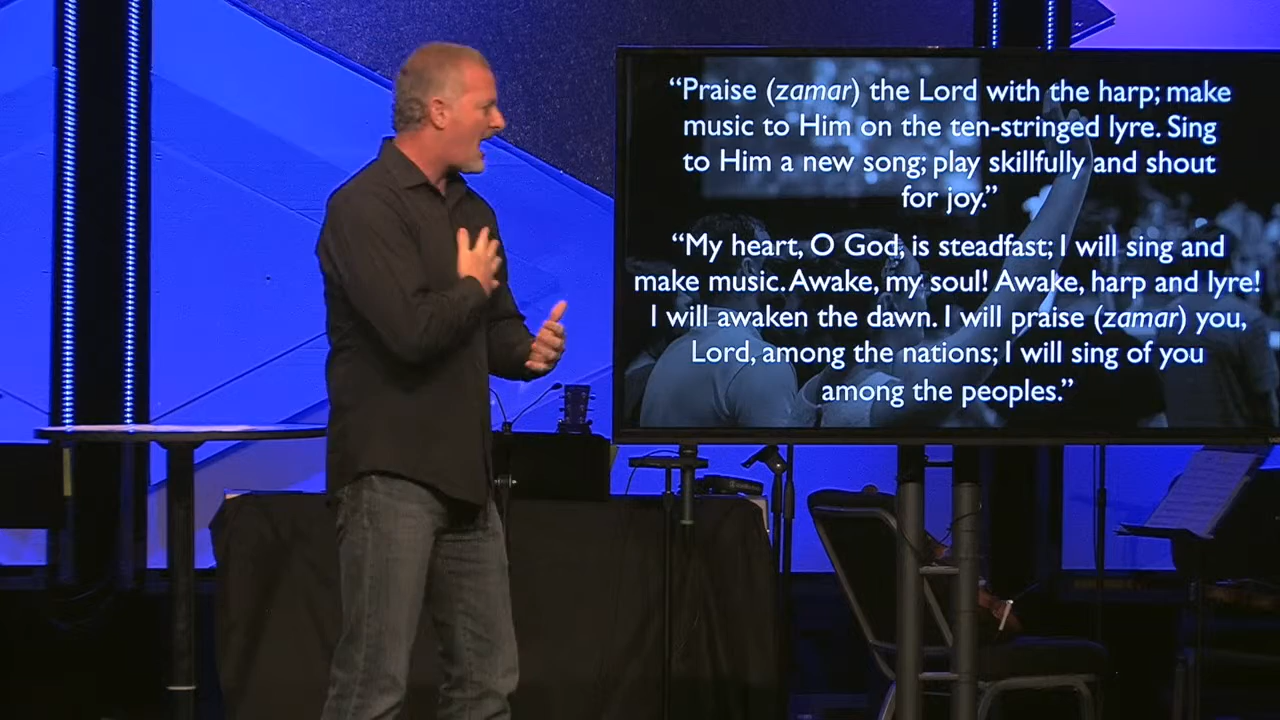 “Praise (zamar) the Lord with the harp; make
music to Him on the ten-stringed lyre. Sing
to Him a new song; play skillfully and shout
for joy.”
“My heart, O God, is steadfast; I will sing and
make music. Awake, my soul! Awake, harp and lyre!
I will awaken the dawn. I will praise (zamar) you,
Lord, among the nations; I will sing of you
among the peoples.”